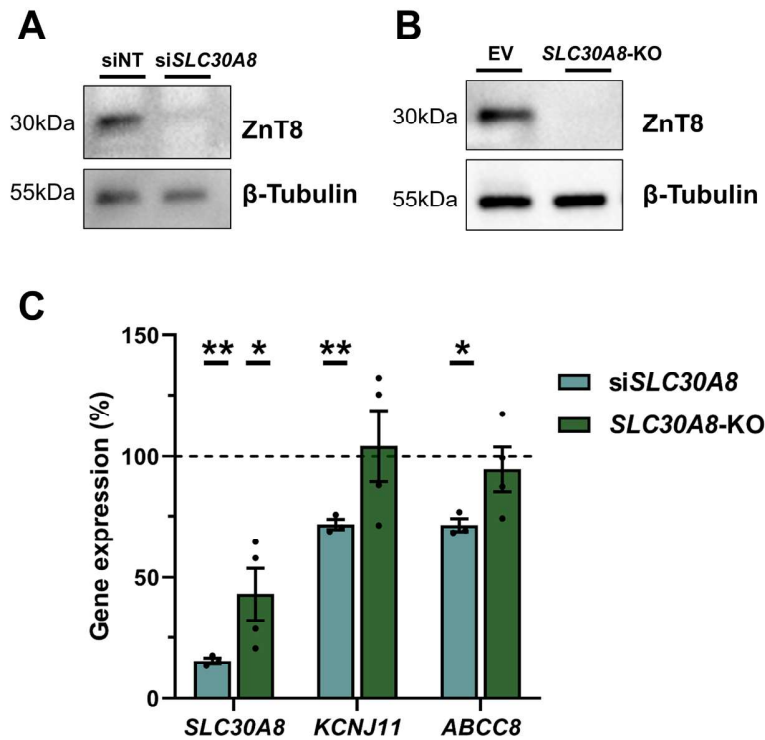 A
siNT siSLC30A8
30kDa
ZnT8
55kDa
β-Tubulin
B
EV SLC30A8-KO
30kDa
ZnT8
55kDa
β-Tubulin
C
Gene expression (%)
150
100
50
0
** * ** *
SLC30A8 KCNJ11 ABCC8
siSLC30A8
SLC30A8-KO